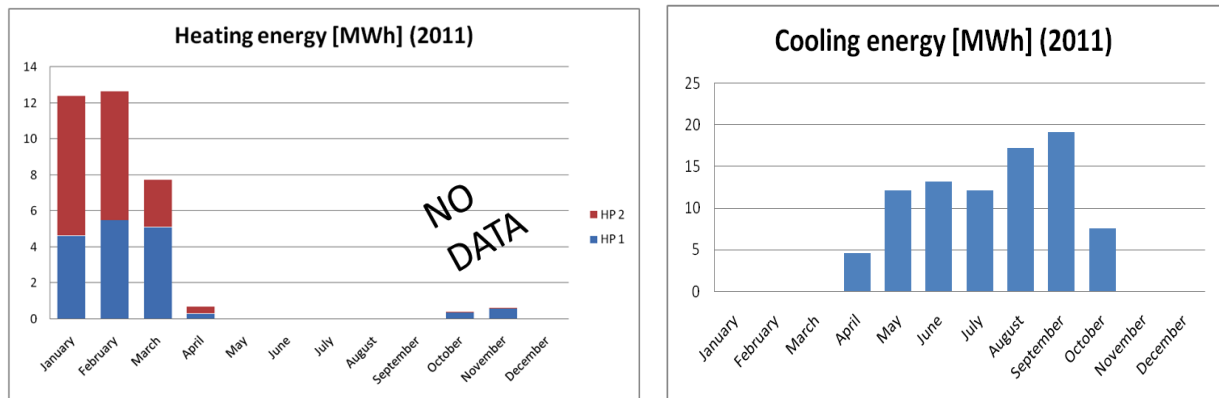 Heating energy [MWh] (2011)
14
12
10
8
6
4
2
0
NO
DATA
HP 2
HP 1
January
February
March
April
May
June
July
August
September
October
November
December
Cooling energy [MWh] (2011)
25
20
15
10
5
0
January
February
March
April
May
June
July
August
September
October
November
December